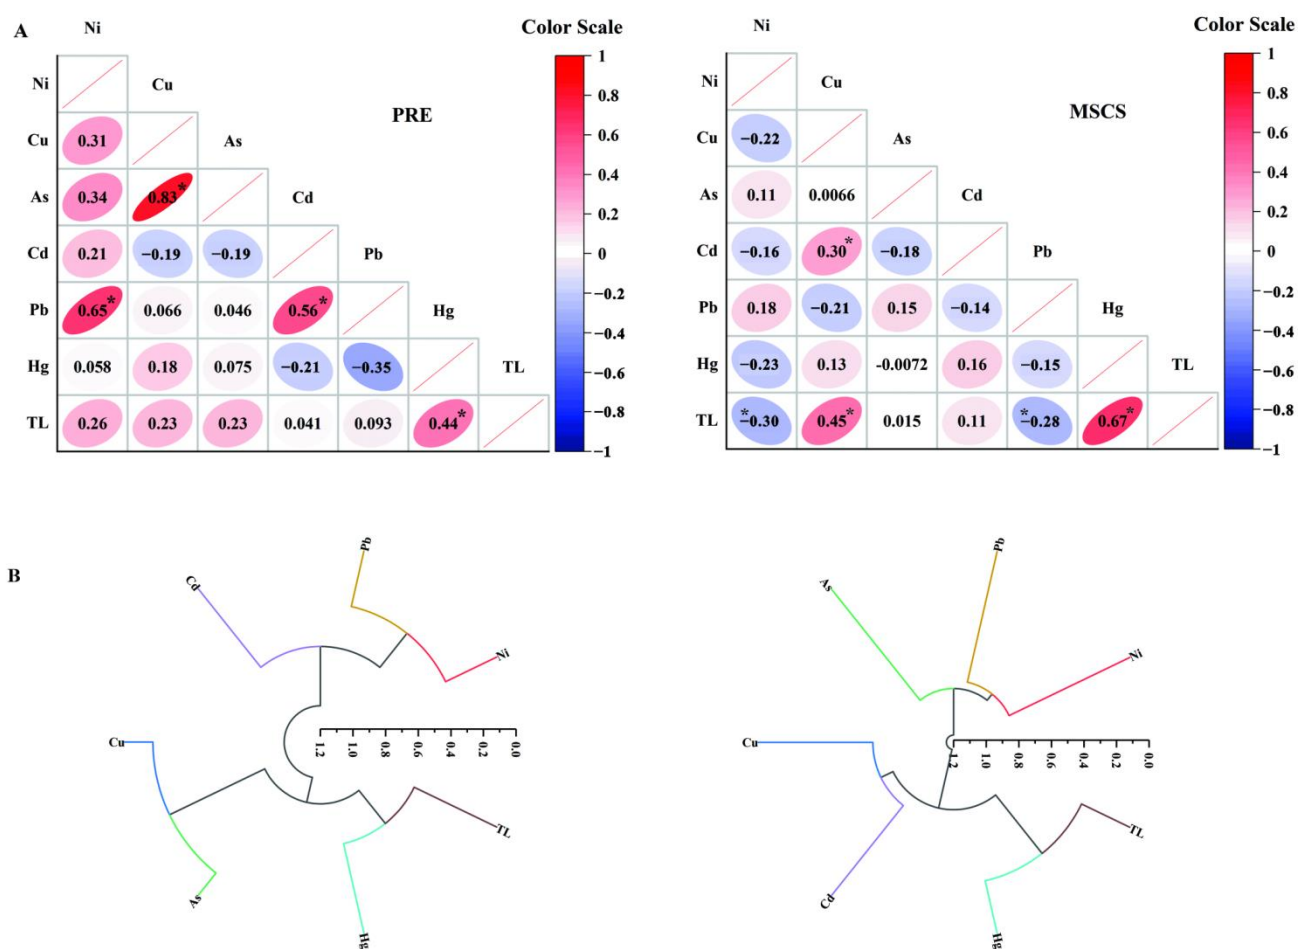 A
Ni
Color Scale
Ni
Cu
PRE
1
0.8
0.6
0.4
0.2
0
−0.2
−0.4
−0.6
−0.8
−1
Cu
0.31
As
As
0.34
0.83*
Cd
Cd
0.21
−0.19
−0.19
Pb
Pb
0.65*
0.066
0.046
0.56*
Hg
Hg
0.058
0.18
0.075
−0.21
−0.35
TL
TL
0.26
0.23
0.23
0.041
0.093
0.44*
Ni
Color Scale
Ni
Cu
MSCS
1
0.8
0.6
0.4
0.2
0
−0.2
−0.4
−0.6
−0.8
−1
Cu
−0.22
As
As
0.11
0.0066
Cd
Cd
−0.16
0.30*
−0.18
Pb
Pb
0.18
−0.21
0.15
−0.14
Hg
Hg
−0.23
0.13
-0.0072
0.16
−0.15
TL
TL
*−0.30
0.45*
0.015
0.11
*−0.28
0.67*
B
Pb
Cd
Ni
1.2
1.0
0.8
0.6
0.4
0.2
0.0
Cu
TL
As
Hg
Pb
As
Ni
1.2
1.0
0.8
0.6
0.4
0.2
0.0
Cu
TL
Cd
Hg